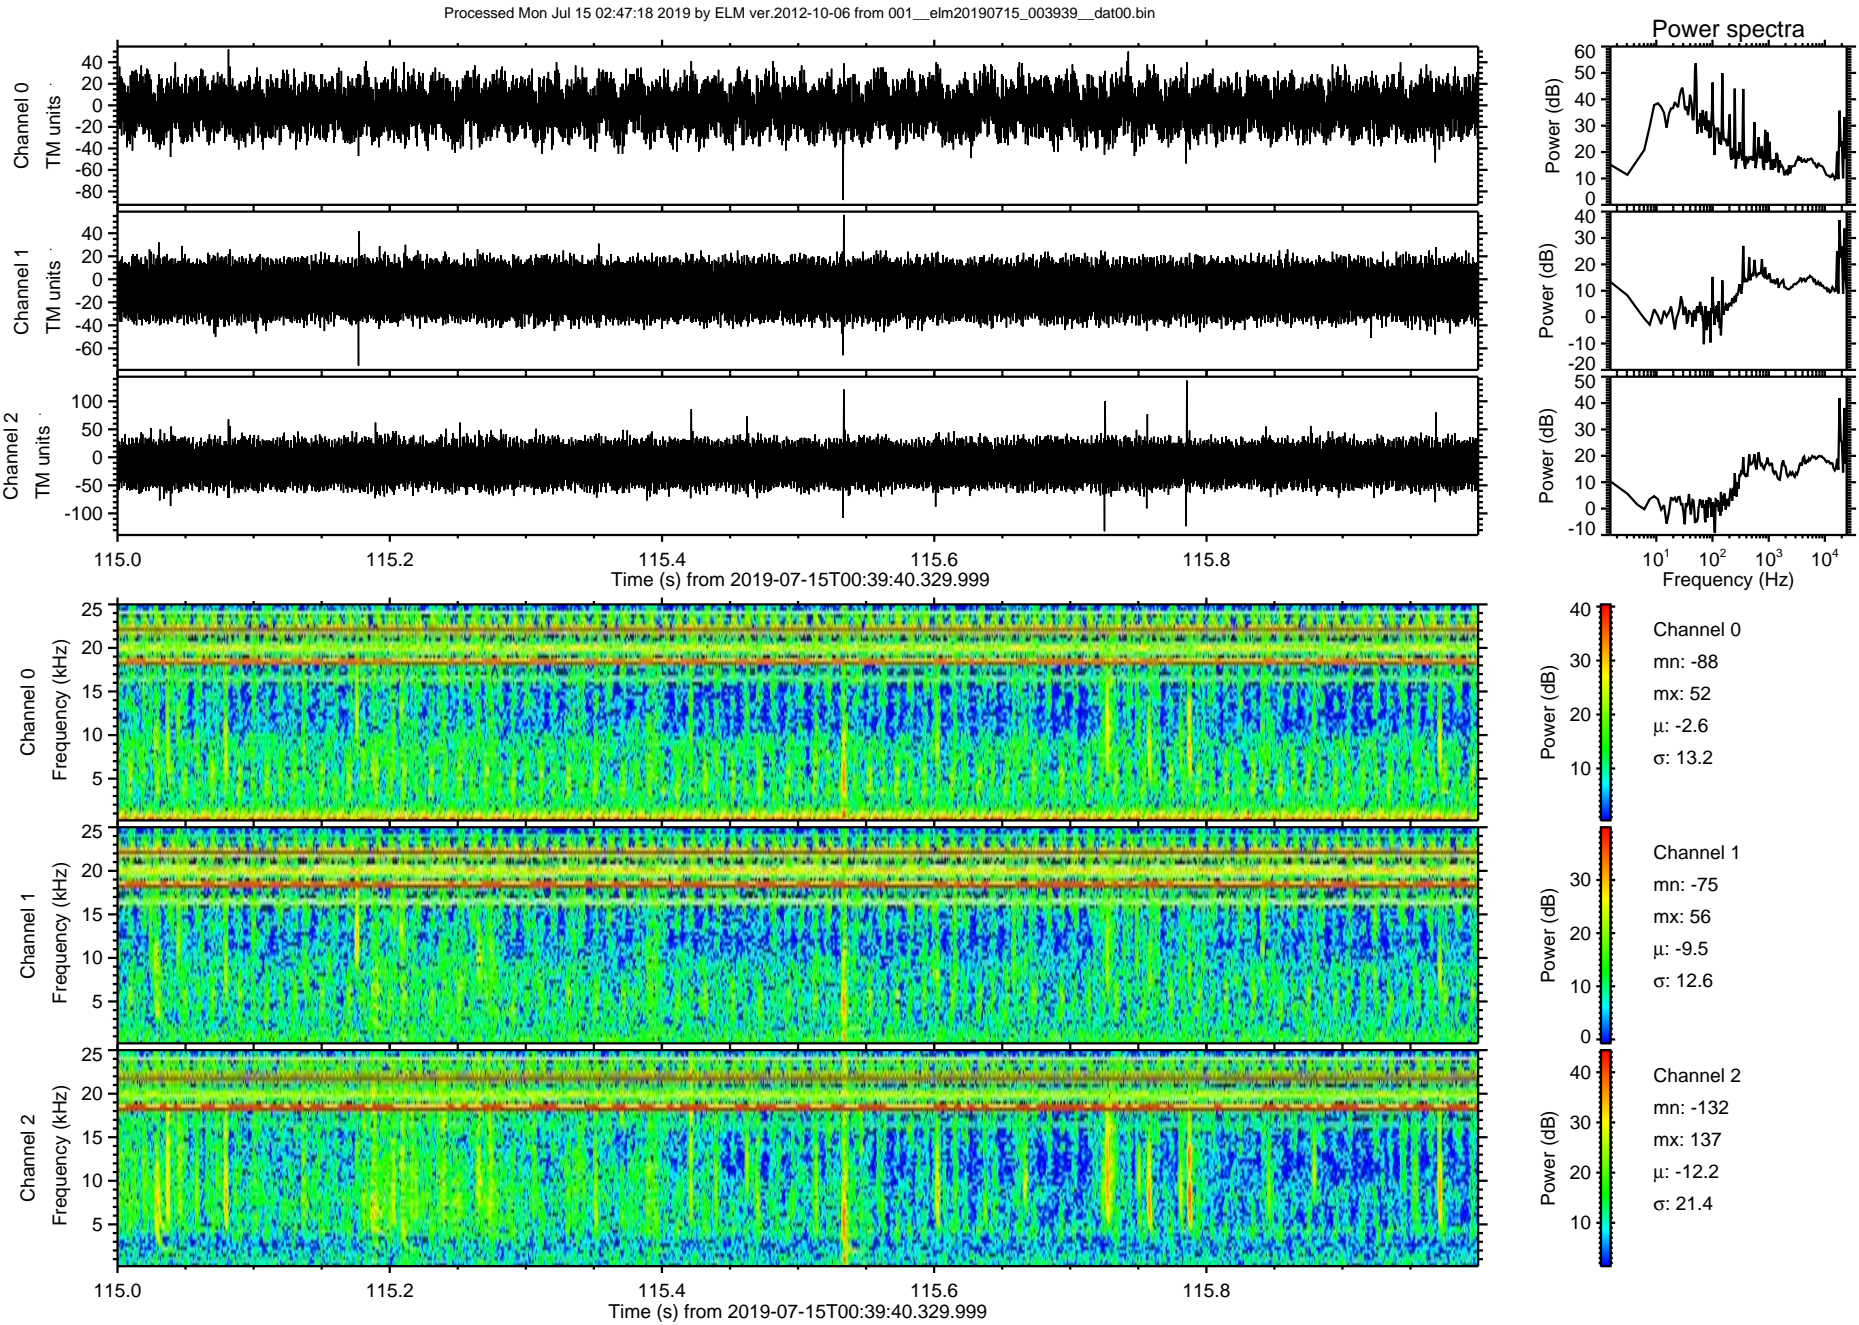 Processed Mon Jul 15 02:47:18 2019 by ELM ver.2012-10-06 from 001__elm20190715_003939__dat00.bin
Power spectra
Channel 0
TM units
40
20
0
-20
-40
-60
-80
Power (dB)
60
50
40
30
20
10
0
Channel 1
TM units
40
20
0
-20
-40
-60
Power (dB)
40
30
20
10
0
-10
-20
Channel 2
TM units
100
50
0
-50
-100
Power (dB)
50
40
30
20
10
0
-10
115.0 115.2 115.4 115.6 115.8
Time (s) from 2019-07-15T00:39:40.329.999
10^1 10^2 10^3 10^4
Frequency (Hz)
Channel 0
Frequency (kHz)
25
20
15
10
5
Power (dB)
40
30
20
10
Channel 0
mn: -88
mx: 52
μ: -2.6
σ: 13.2
Channel 1
Frequency (kHz)
25
20
15
10
5
Power (dB)
30
20
10
0
Channel 1
mn: -75
mx: 56
μ: -9.5
σ: 12.6
Channel 2
Frequency (kHz)
25
20
15
10
5
Power (dB)
40
30
20
10
Channel 2
mn: -132
mx: 137
μ: -12.2
σ: 21.4
115.0 115.2 115.4 115.6 115.8
Time (s) from 2019-07-15T00:39:40.329.999